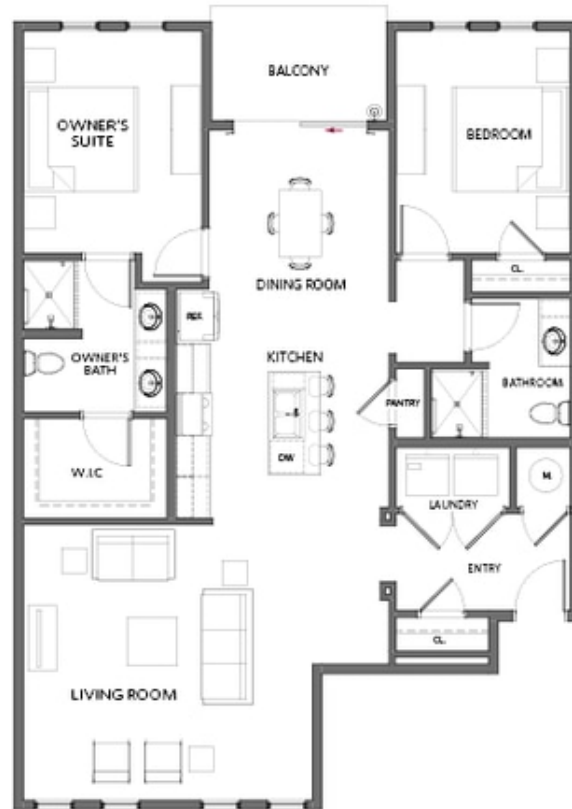 BALCONY
OWNER'S
SUITE
BEDROOM
CL.
DINING ROOM
REF.
KITCHEN
OWNER'S
BATH
BATHROOM
PANTRY
DW
W.I.C
M.
LAUNDRY
ENTRY
CL.
LIVING ROOM